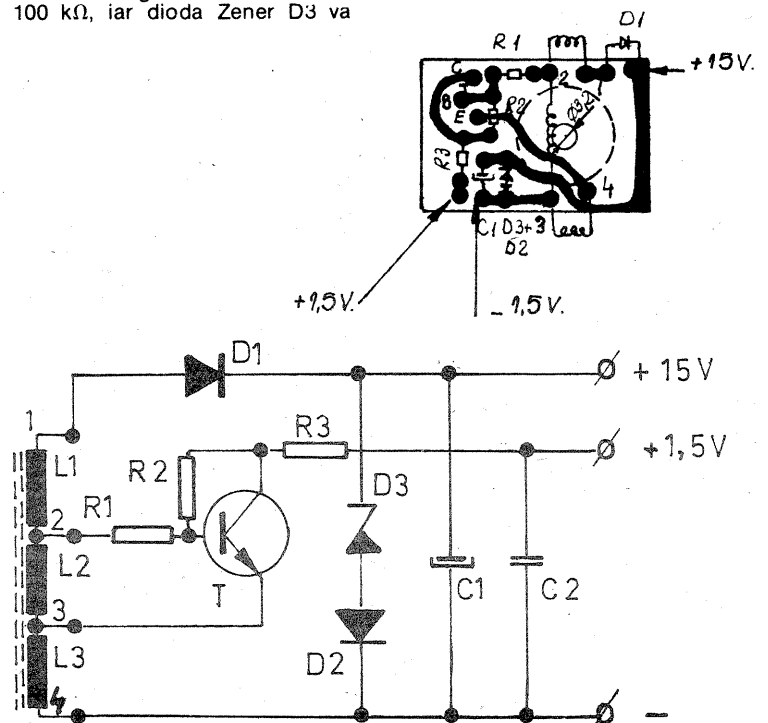 100 kΩ, iar dioda Zener D3 va
D1
R1
+15V.
C
2
B
R2
Ø32
E
R3
4
C1 D3+3
D2
+1,5V.
- 1,5V.
D1
+ 15V
1
R3
+1,5V
L1
R2
D3
R1
2
L2
T
C1
C2
3
D2
L3
4
-